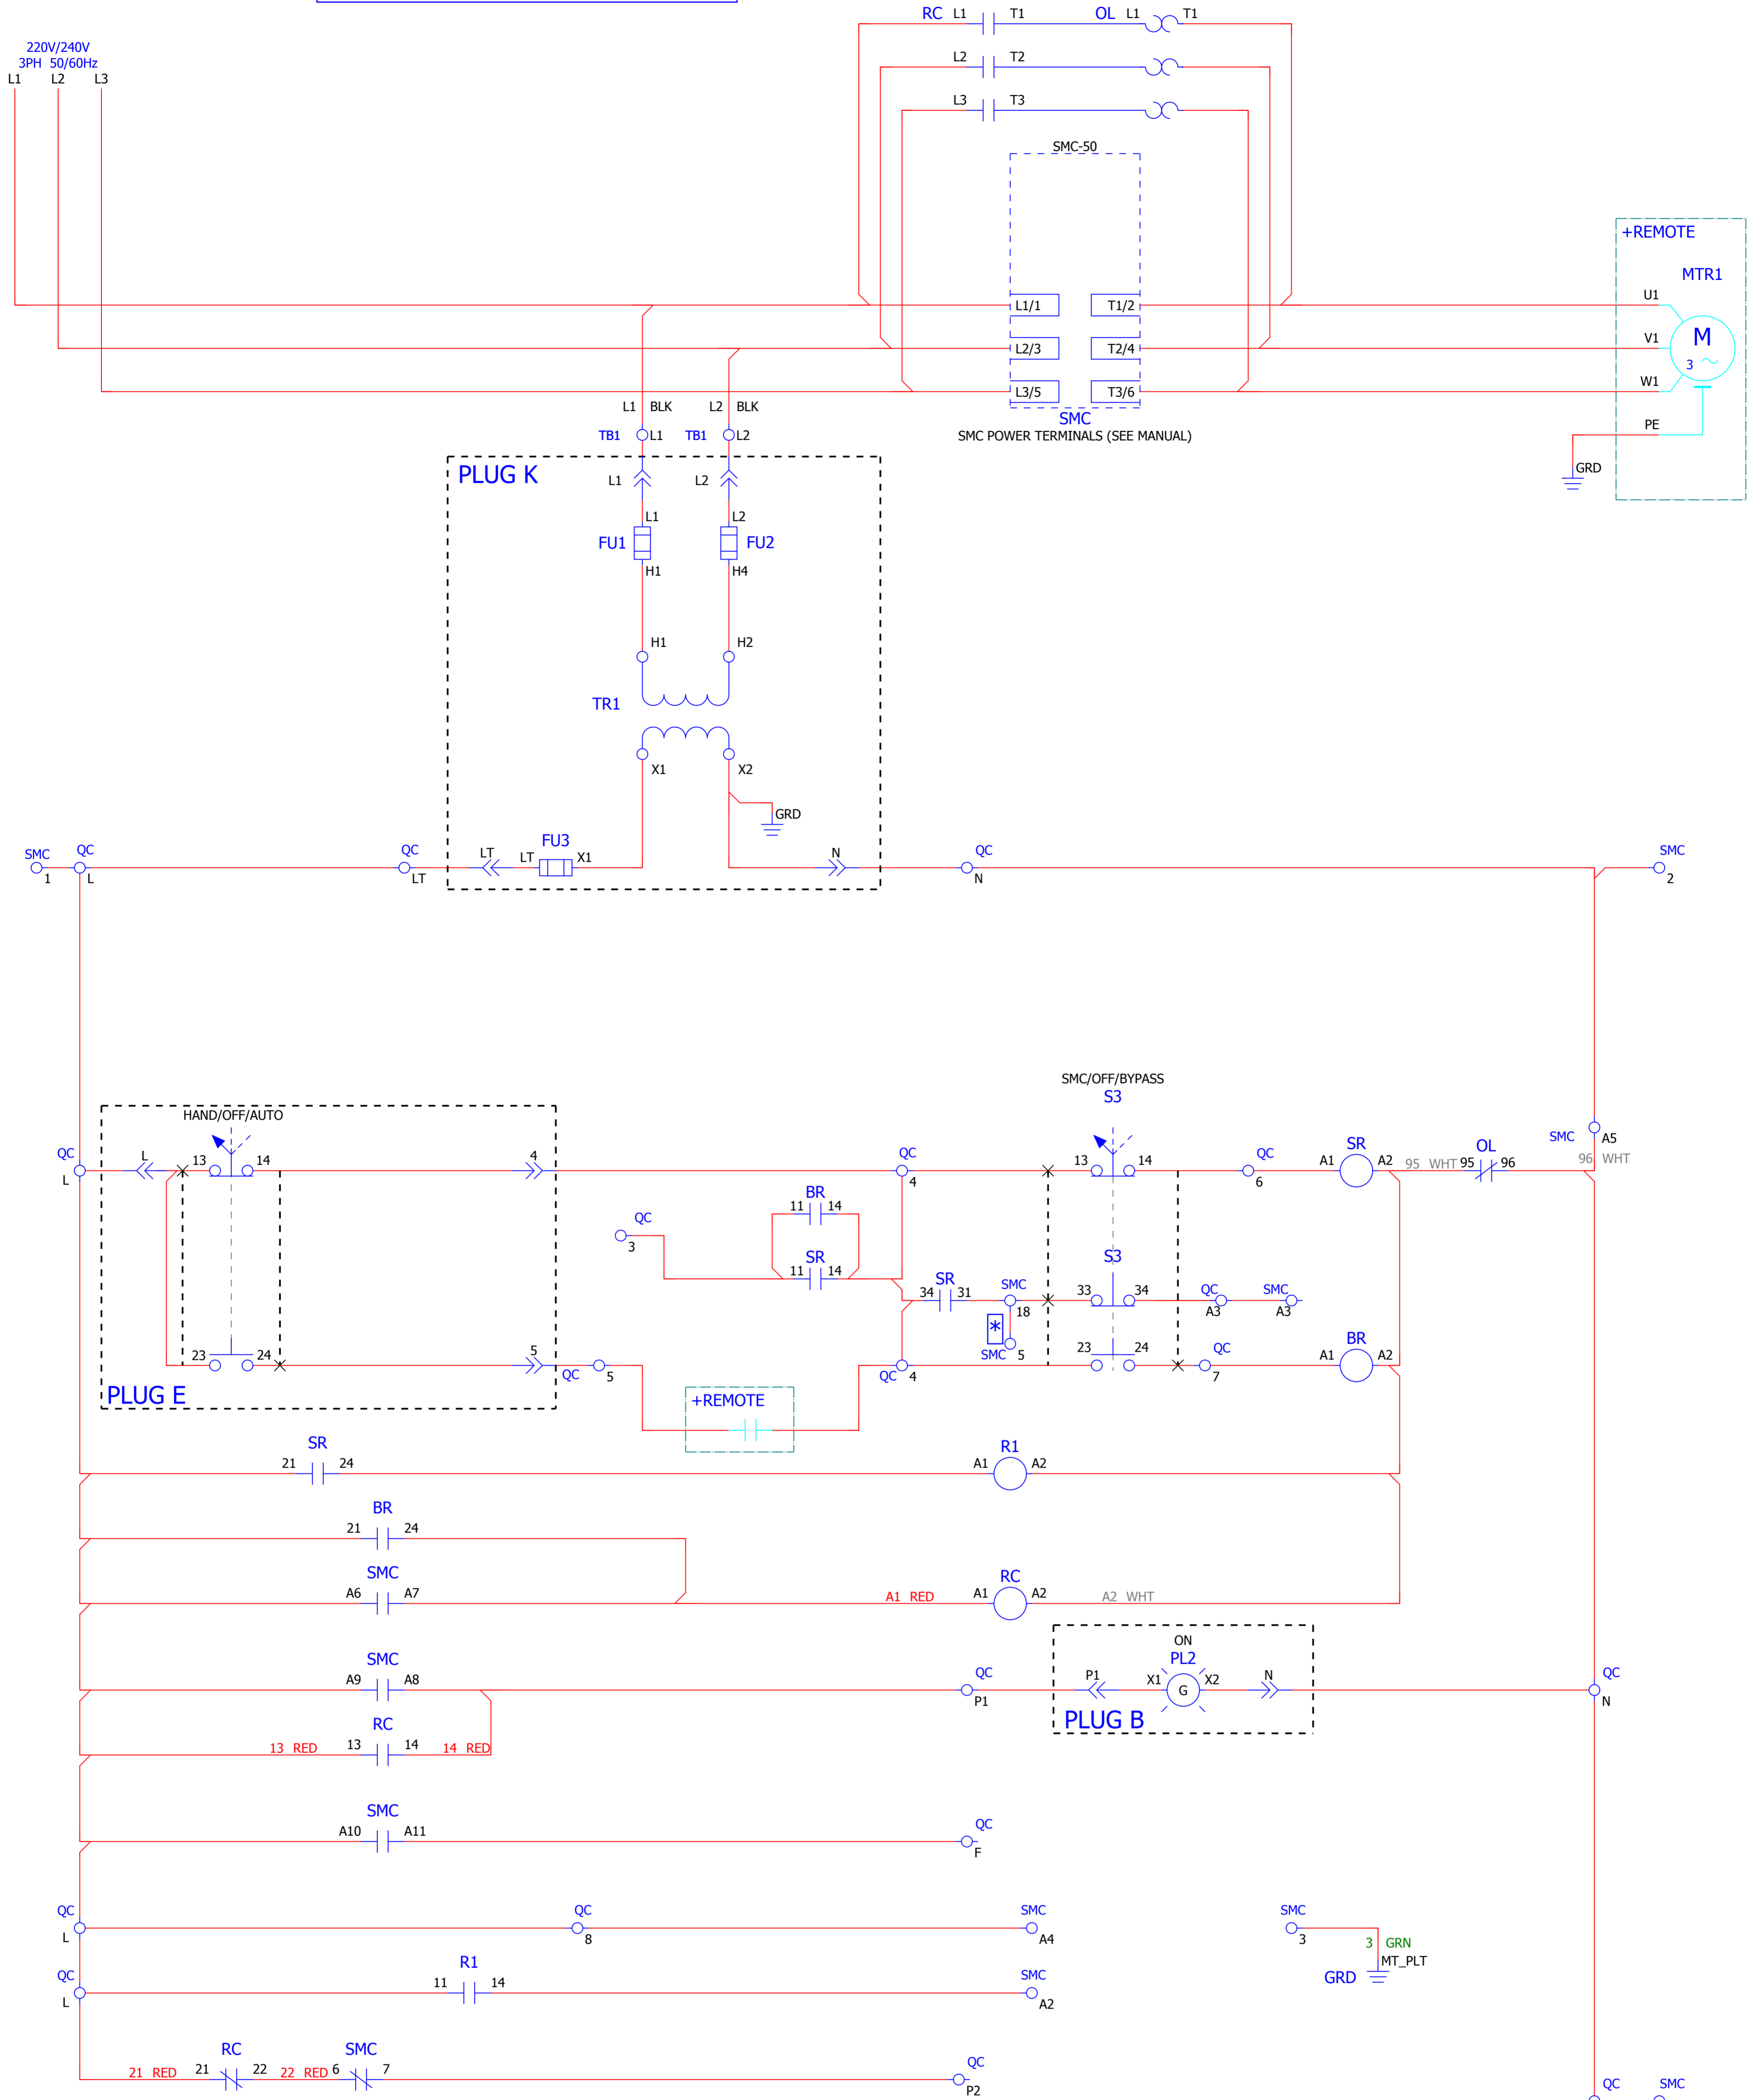 RC L1 T1 OL L1 T1
220V/240V
3PH 50/60Hz
L1 L2 L3
L2 T2
L3 T3
SMC-50
+REMOTE
MTR1
L1/1 T1/2 U1
L2/3 T2/4 V1
M
3
L3/5 T3/6 W1
L1 BLK L2 BLK
SMC
SMC POWER TERMINALS (SEE MANUAL)
TB1 L1 TB1 L2
PE
GRD
PLUG K
L1 L2
L1 L2
FU1 FU2
H1 H4
H1 H2
TR1
X1 X2
GRD
FU3
SMC QC QC LT LT X1 N QC SMC
1 L LT N 2
SMC/OFF/BYPASS
S3
HAND/OFF/AUTO
SMC A5
QC L 13 14 4 QC 13 14 QC SR OL
A1 A2 95 WHT 95 96 96 WHT
L 4 6
BR
11 14
QC
3
SR S3
11 14
SR SMC
34 31 33 34 QC SMC
18 A3 A3
*
SMC 5
BR
23 24 5 23 24 QC A1 A2
QC 5 QC 4 7
PLUG E
+REMOTE
SR R1
21 24 A1 A2
BR
21 24
SMC RC
A6 A7 A1 RED A1 A2 A2 WHT
ON
SMC PL2
A9 A8 QC P1 X1 G X2 N QC
P1 N
PLUG B
RC
13 RED 13 14 14 RED
SMC
A10 A11 QC
F
QC QC SMC SMC
L 8 A4 3
3 GRN
MT_PLT
GRD
QC R1 SMC
11 14
L A2
RC SMC
21 RED 21 22 22 RED 6 7 QC
P2
QC SMC